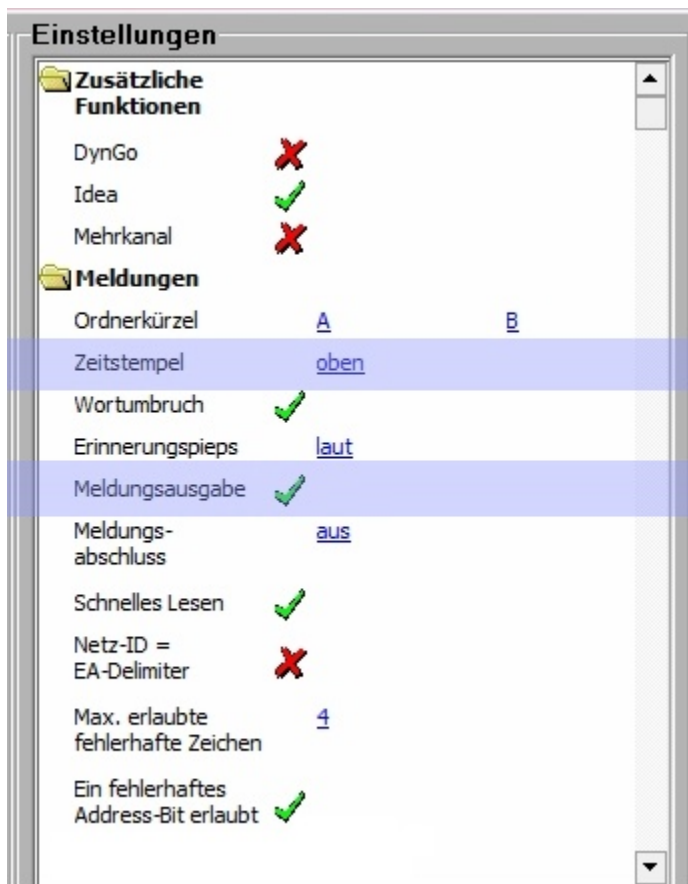 Einstellungen
Zusätzliche
Funktionen
DynGo
Idea
Mehrkanal
Meldungen
Ordnerkürzel A B
Zeitstempel oben
Wortumbruch
Erinnerungspieps laut
Meldungsausgabe
Meldungs- aus
abschluss
Schnelles Lesen
Netz-ID =
EA-Delimiter
Max. erlaubte 4
fehlerhafte Zeichen
Ein fehlerhaftes
Address-Bit erlaubt